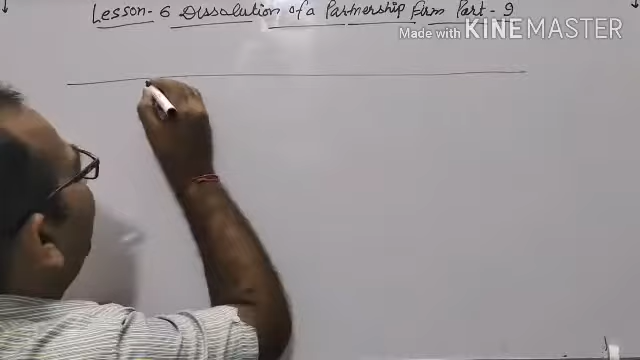 Lesson-6 Dissolution of a Partnership firm Part-9
Made with KINEMASTER